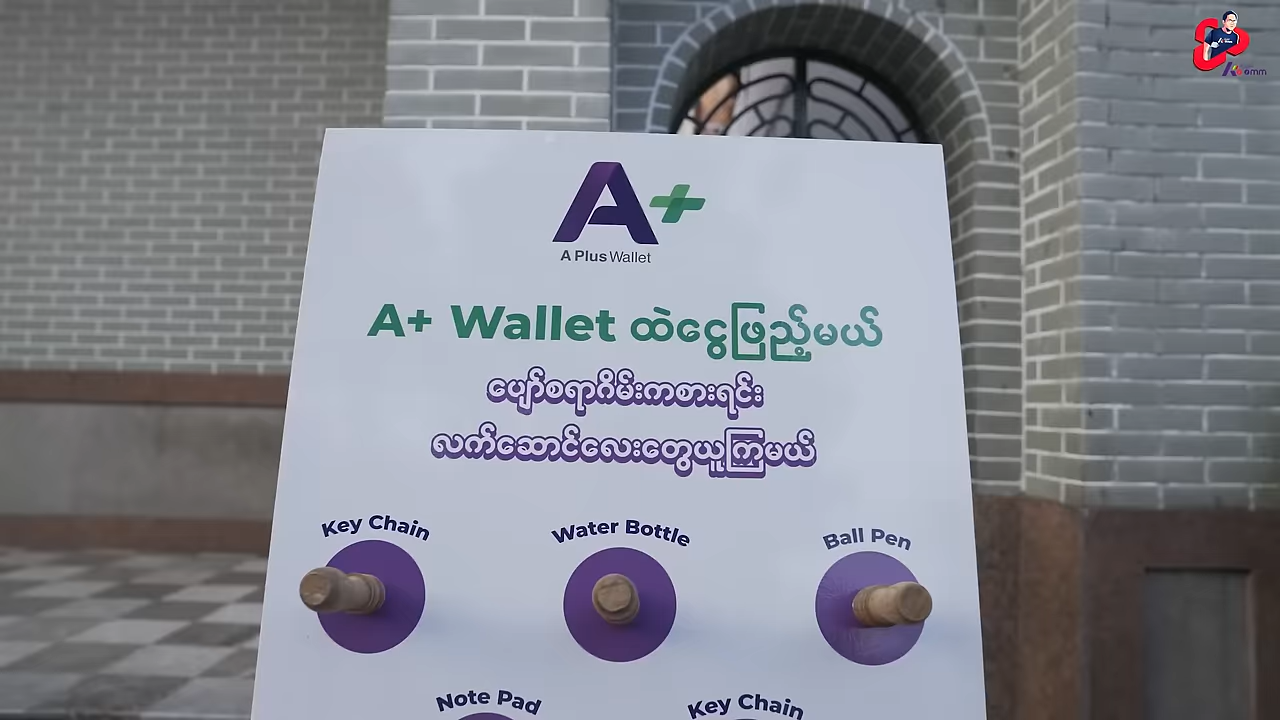 A+
A Plus Wallet
A+ Wallet ထဲငွေဖြည့်မယ်
ပျော်စရာဂိမ်းကစားရင်း
လက်ဆောင်လေးတွေယူကြမယ်
Key Chain
Water Bottle
Ball Pen
Note Pad
Key Chain